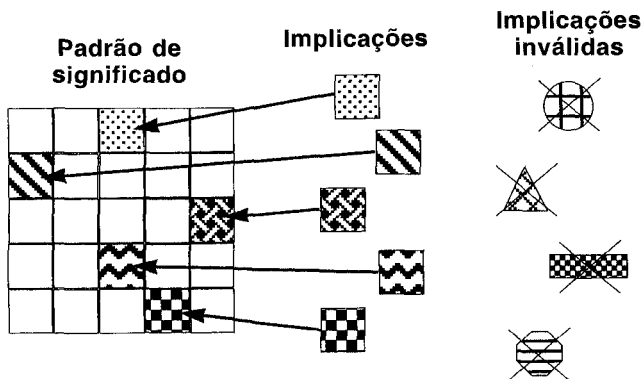 Padrão de
significado
Implicações
Implicações
inválidas